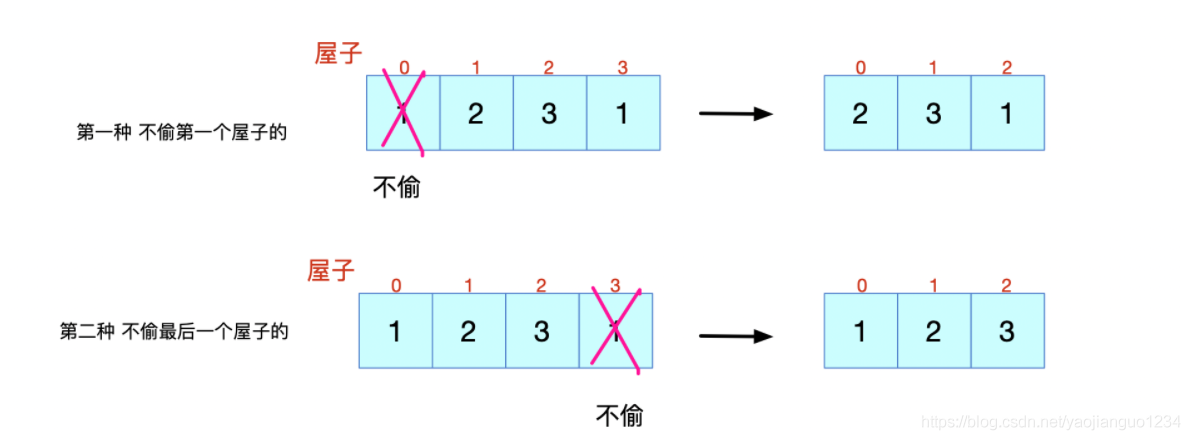 屋子
0 1 2 3
0 1 2
第一种 不偷第一个屋子的
1 2 3 1
2 3 1
不偷
屋子
0 1 2 3
0 1 2
第二种 不偷最后一个屋子的
1 2 3 1
1 2 3
不偷
https://blog.csdn.net/yaojianguo1234